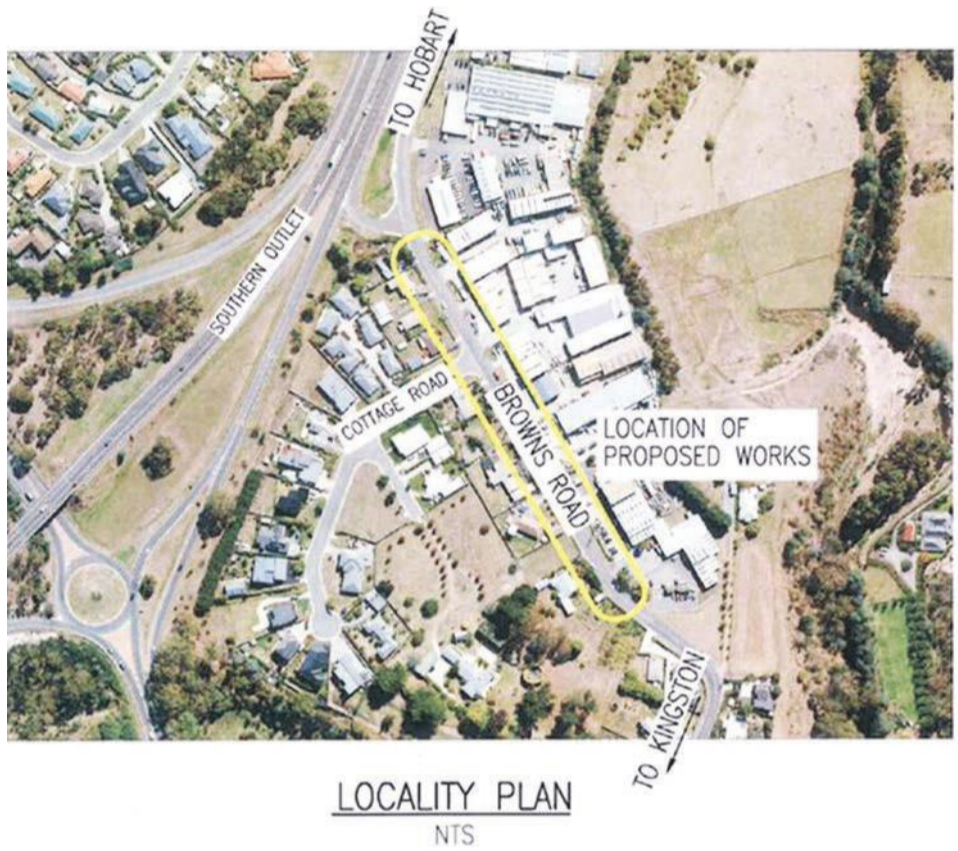 TO HOBART
SOUTHERN OUTLET
COTTAGE ROAD
BROWNS ROAD
LOCATION OF
PROPOSED WORKS
TO KINGSTON
LOCALITY PLAN
NTS